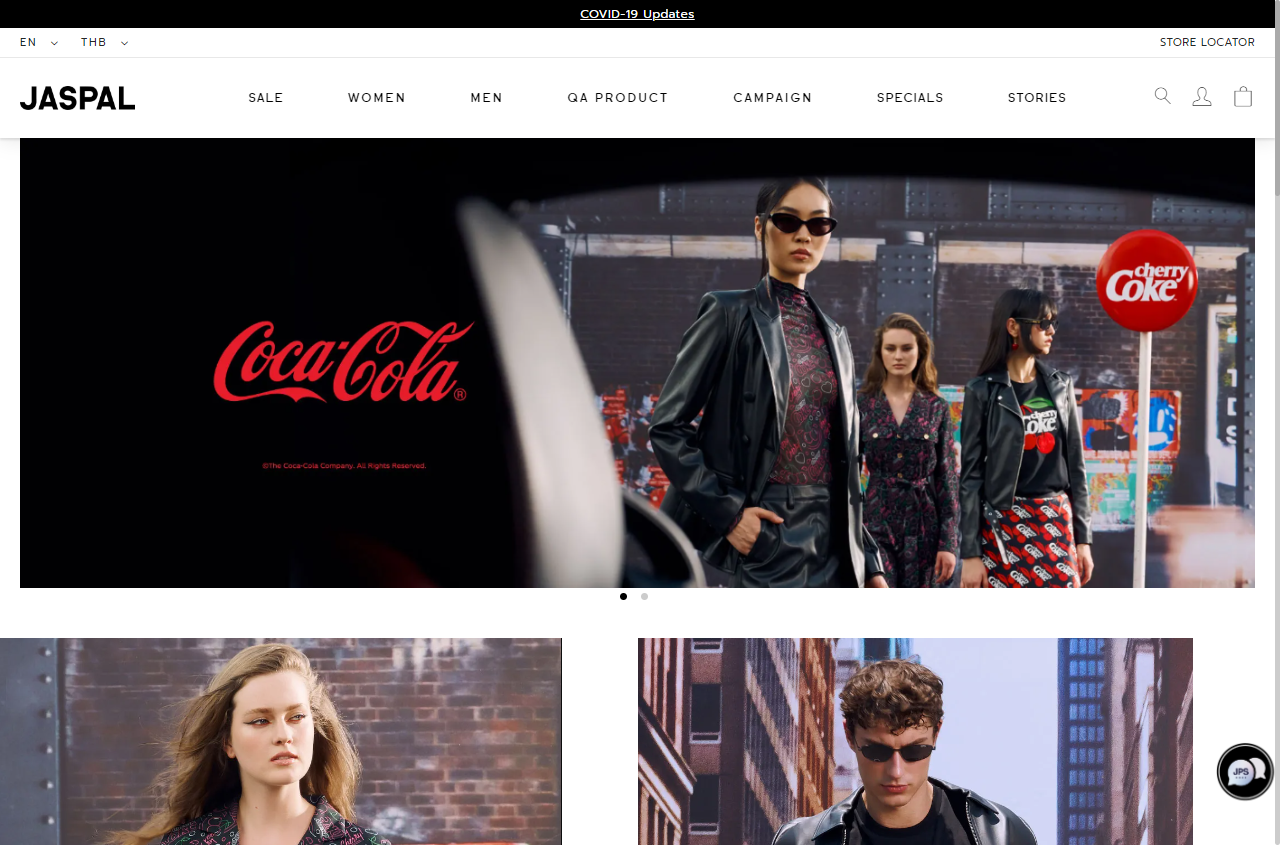 COVID-19 Updates
EN
THB
STORE LOCATOR
JASPAL
SALE
WOMEN
MEN
QA PRODUCT
CAMPAIGN
SPECIALS
STORIES
Coca-Cola®
©The Coca-Cola Company. All Rights Reserved.
cherry
Coke
cherry
Coke
JPS